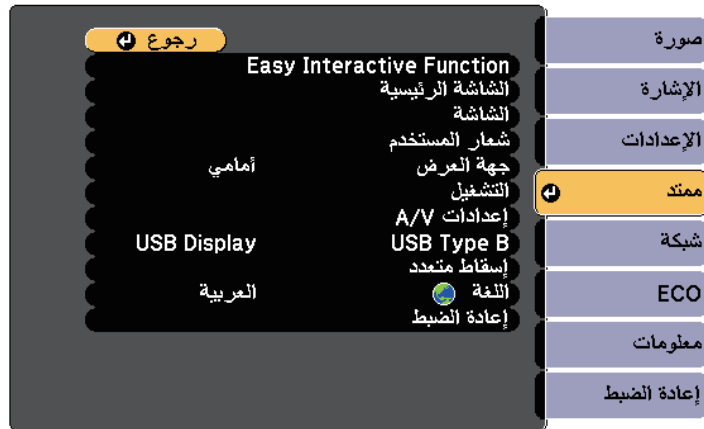 رجوع
Easy Interactive Function
الشاشة الرئيسية
الشاشة
شعار المستخدم
جهة العرض أمامي
التشغيل
إعدادات A/V
USB Type B USB Display
إسقاط متعدد
اللغة العربية
إعادة الضبط
صورة
الإشارة
الإعدادات
ممتد
شبكة
ECO
معلومات
إعادة الضبط